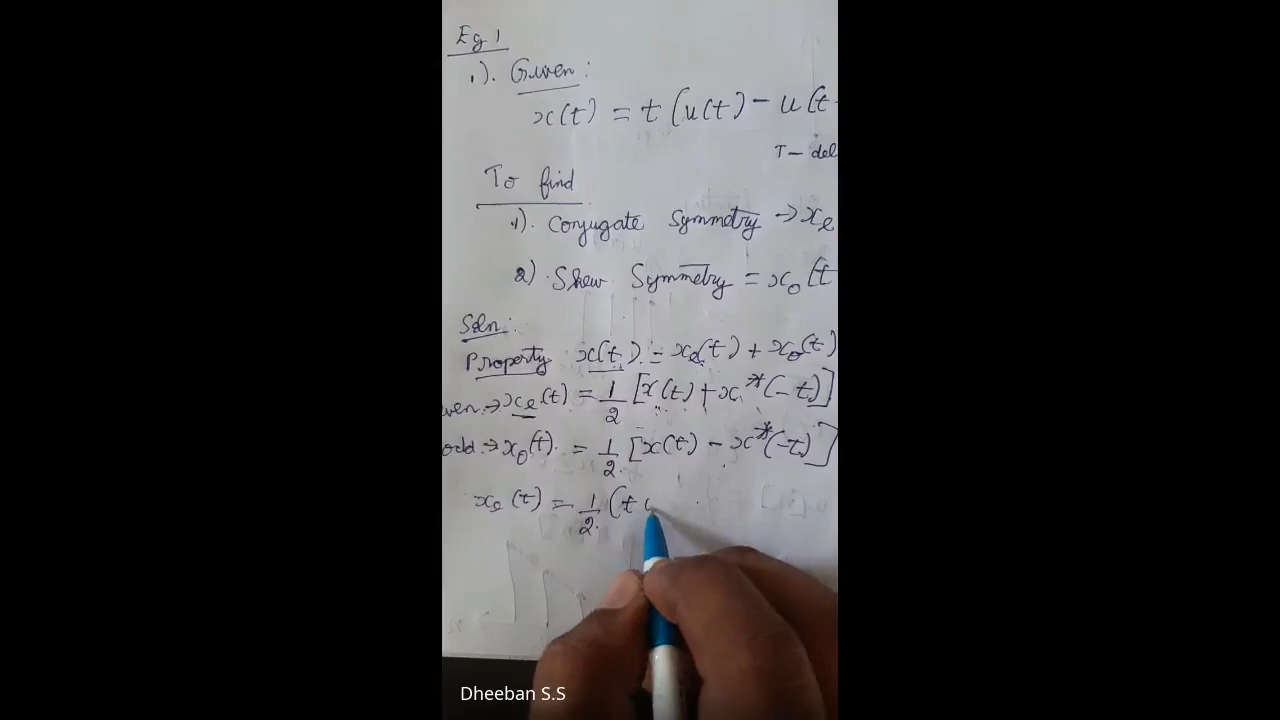 Eg 1
1). Given:
x(t) = t (u(t) - u(t-
T - del
To find
1). Conjugate Symmetry → xe
2). Skew Symmetry = xo(t
Soln:
Property x(t) = xe(t) + xo(t)
even → xe(t) = 1/2 [x(t) + x*(-t)]
odd → xo(t) = 1/2 [x(t) - x*(-t)]
xe(t) = 1/2 (t (
Dheeban S.S